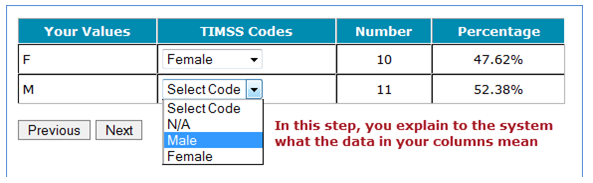 Your Values TIMSS Codes Number Percentage
F Female 10 47.62%
M Select Code 11 52.38%
Select Code
N/A
Male
Female
Previous Next
In this step, you explain to the system
what the data in your columns mean